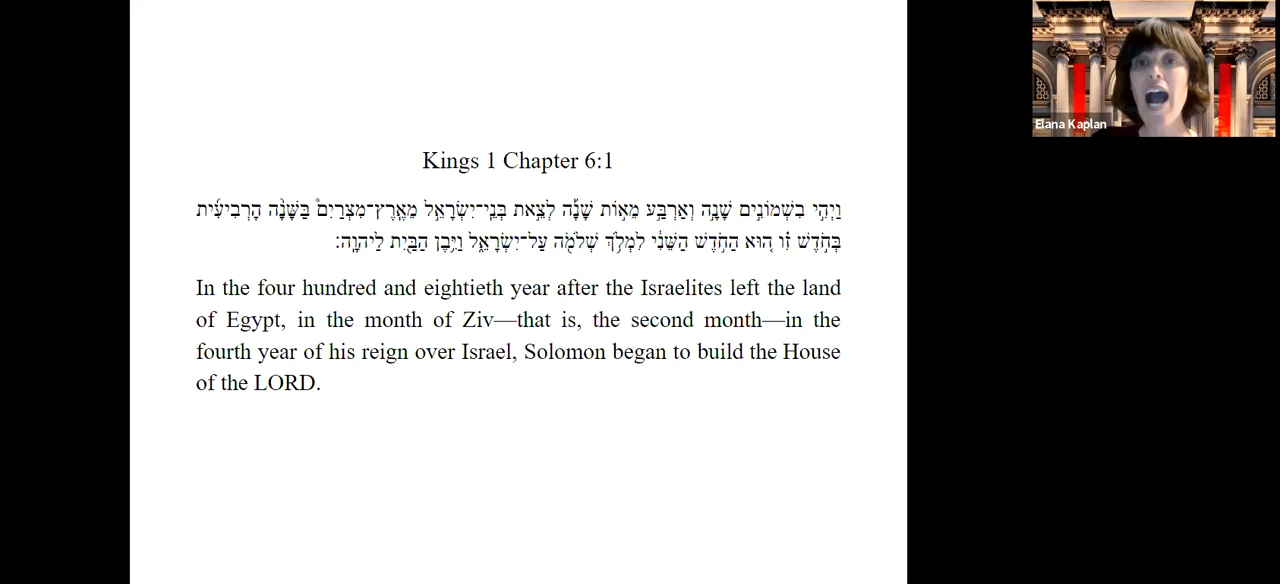 Kings 1 Chapter 6:1
וַיְהִ֣י בִשְׁמוֹנִ֣ים שָׁנָ֣ה וְאַרְבַּ֣ע מֵא֣וֹת שָׁנָ֡ה לְצֵ֣את בְּנֵֽי־יִשְׂרָאֵ֣ל מֵאֶֽרֶץ־מִצְרַיִם֩ בַּשָּׁנָ֨ה הָרְבִיעִ֜ית
בְּחֹ֣דֶשׁ זִ֗ו ה֚וּא הַחֹ֣דֶשׁ הַשֵּׁנִ֔י לִמְלֹ֥ךְ שְׁלֹמֹ֖ה עַל־יִשְׂרָאֵ֑ל וַיִּ֥בֶן הַבַּ֖יִת לַיהוָֽה׃
In the four hundred and eightieth year after the Israelites left the land
of Egypt, in the month of Ziv—that is, the second month—in the
fourth year of his reign over Israel, Solomon began to build the House
of the LORD.
Elana Kaplan